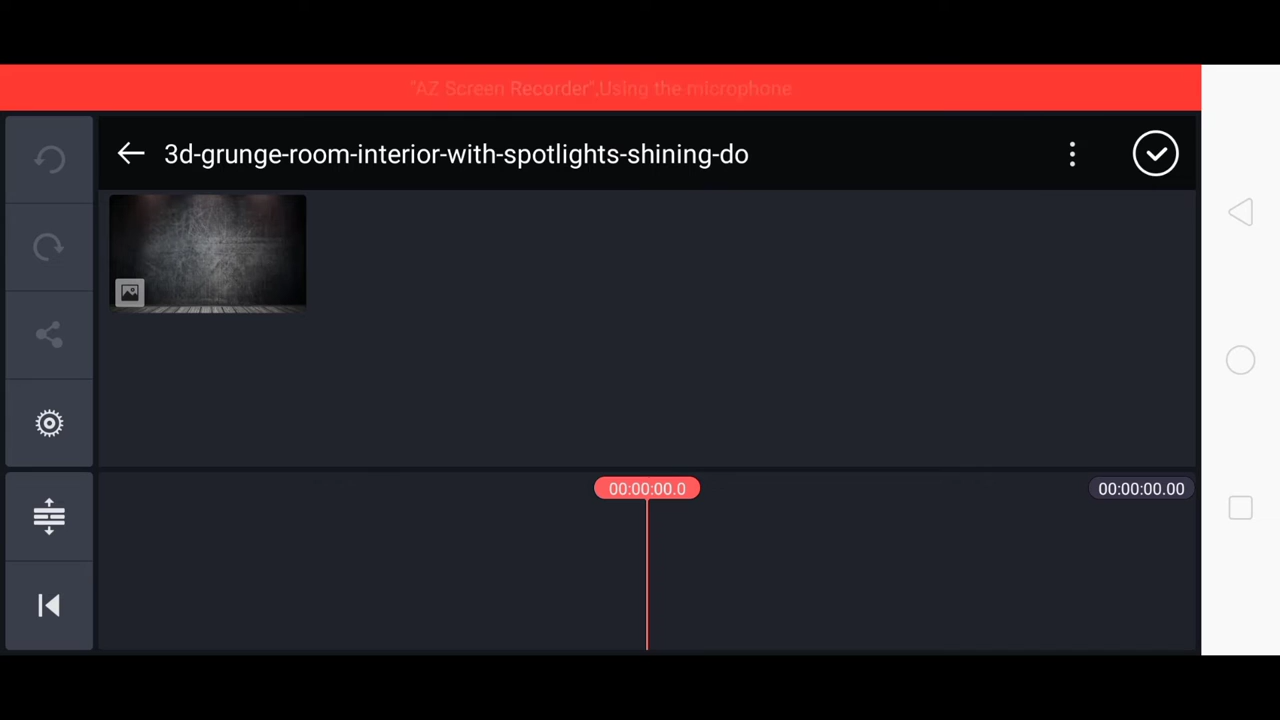 "AZ Screen Recorder",Using the microphone
3d-grunge-room-interior-with-spotlights-shining-do
00:00:00.0
00:00:00.00